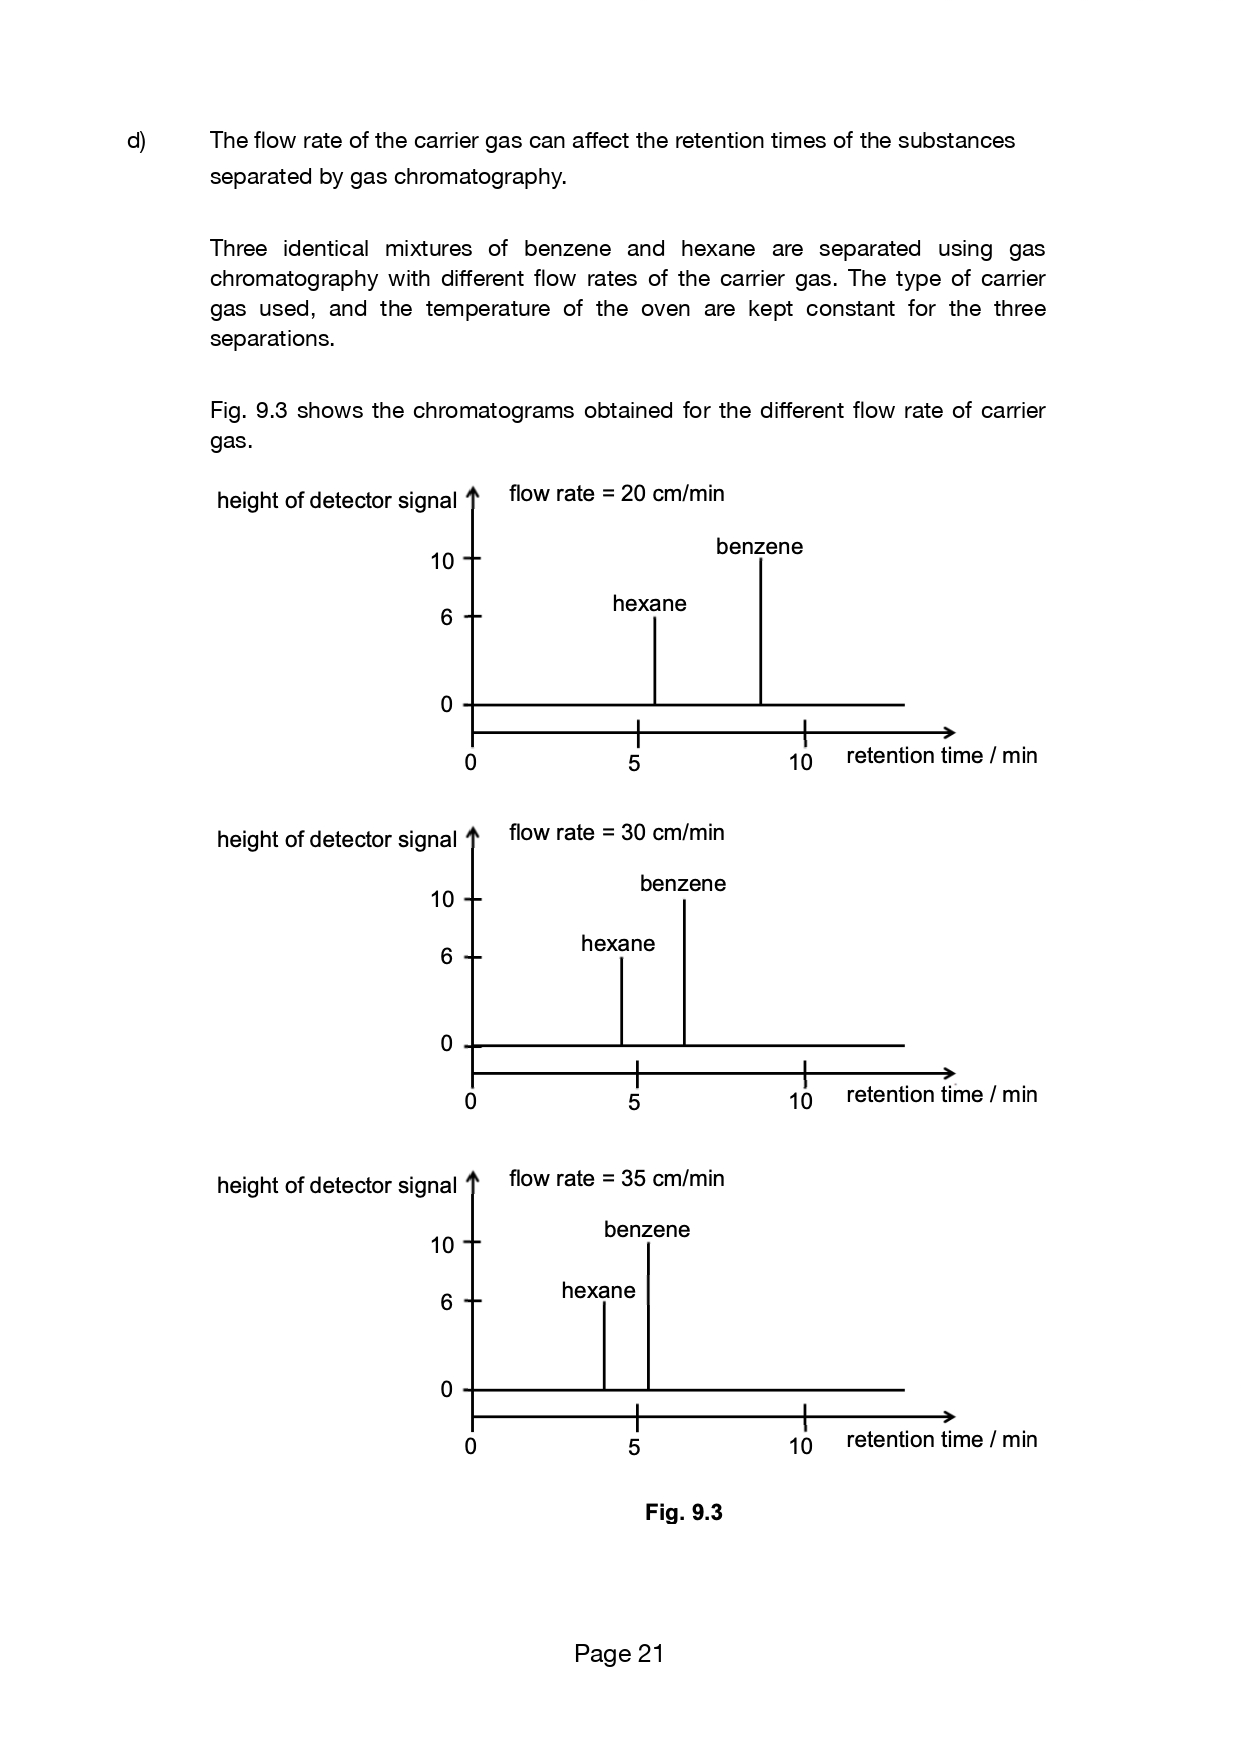 d) The flow rate of the carrier gas can affect the retention times of the substances
separated by gas chromatography.
Three identical mixtures of benzene and hexane are separated using gas
chromatography with different flow rates of the carrier gas. The type of carrier
gas used, and the temperature of the oven are kept constant for the three
separations.
Fig. 9.3 shows the chromatograms obtained for the different flow rate of carrier
gas.
height of detector signal flow rate = 20 cm/min
benzene
10
hexane
6
0
0 5 10 retention time / min
height of detector signal flow rate = 30 cm/min
benzene
10
hexane
6
0
0 5 10 retention time / min
height of detector signal flow rate = 35 cm/min
benzene
10
hexane
6
0
0 5 10 retention time / min
Fig. 9.3
Page 21